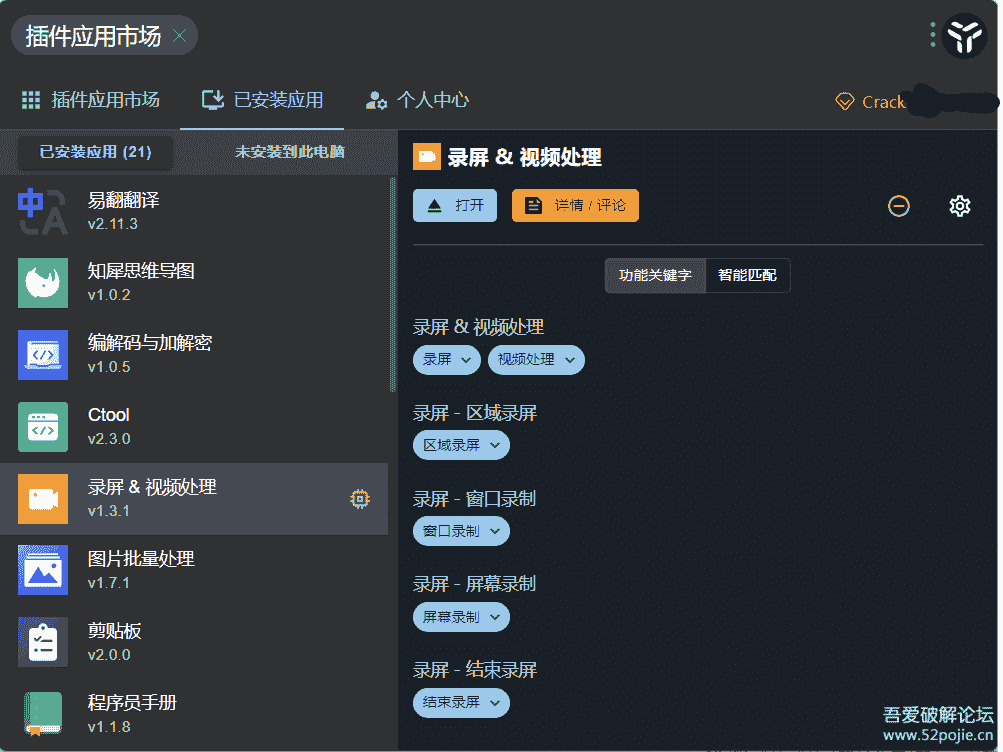 插件应用市场
插件应用市场
已安装应用
个人中心
Crack
已安装应用 (21)
未安装到此电脑
易翻翻译
v2.11.3
知犀思维导图
v1.0.2
编解码与加解密
v1.0.5
Ctool
v2.3.0
录屏 & 视频处理
v1.3.1
图片批量处理
v1.7.1
剪贴板
v2.0.0
程序员手册
v1.1.8
录屏 & 视频处理
打开
详情 / 评论
功能关键字
智能匹配
录屏 & 视频处理
录屏
视频处理
录屏 - 区域录屏
区域录屏
录屏 - 窗口录制
窗口录制
录屏 - 屏幕录制
屏幕录制
录屏 - 结束录屏
结束录屏
吾爱破解论坛
www.52pojie.cn